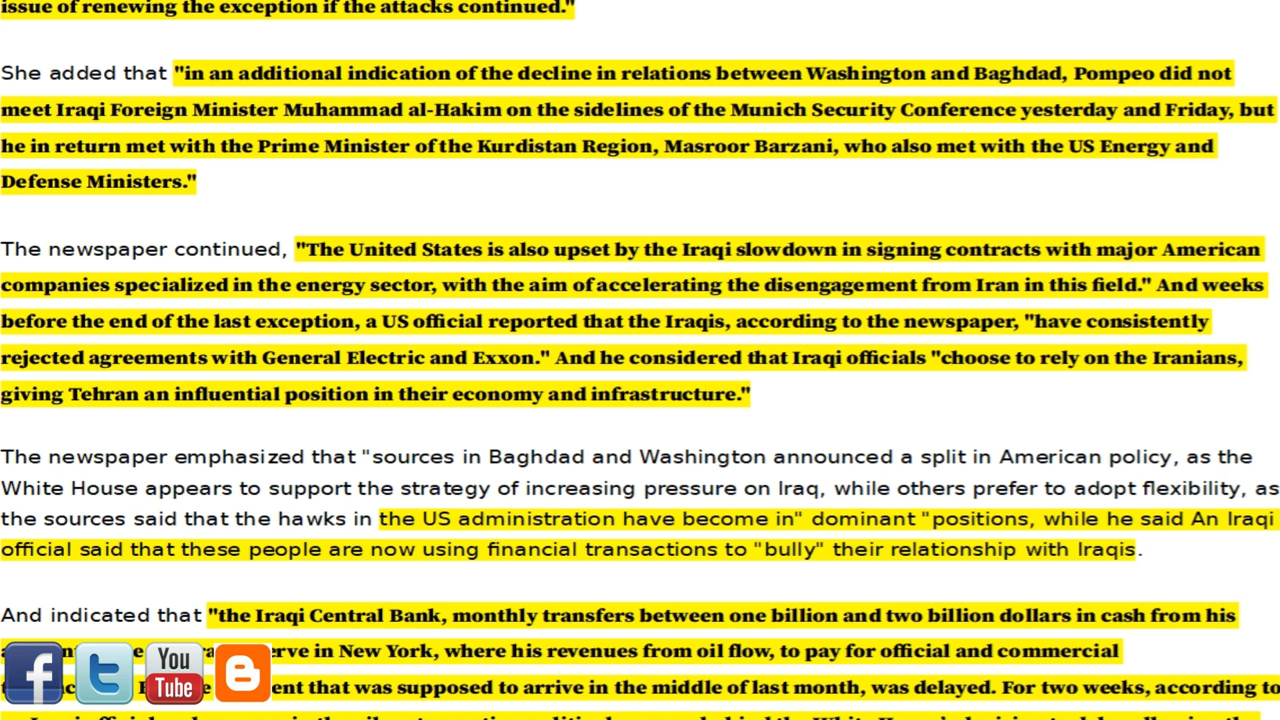 issue of renewing the exception if the attacks continued."
She added that "in an additional indication of the decline in relations between Washington and Baghdad, Pompeo did not
meet Iraqi Foreign Minister Muhammad al-Hakim on the sidelines of the Munich Security Conference yesterday and Friday, but
he in return met with the Prime Minister of the Kurdistan Region, Masroor Barzani, who also met with the US Energy and
Defense Ministers."
The newspaper continued, "The United States is also upset by the Iraqi slowdown in signing contracts with major American
companies specialized in the energy sector, with the aim of accelerating the disengagement from Iran in this field." And weeks
before the end of the last exception, a US official reported that the Iraqis, according to the newspaper, "have consistently
rejected agreements with General Electric and Exxon." And he considered that Iraqi officials "choose to rely on the Iranians,
giving Tehran an influential position in their economy and infrastructure."
The newspaper emphasized that "sources in Baghdad and Washington announced a split in American policy, as the
White House appears to support the strategy of increasing pressure on Iraq, while others prefer to adopt flexibility, as
the sources said that the hawks in the US administration have become in" dominant "positions, while he said An Iraqi
official said that these people are now using financial transactions to "bully" their relationship with Iraqis.
And indicated that "the Iraqi Central Bank, monthly transfers between one billion and two billion dollars in cash from his
in New York, where his revenues from oil flow, to pay for official and commercial
that was supposed to arrive in the middle of last month, was delayed. For two weeks, according to
You
Tube